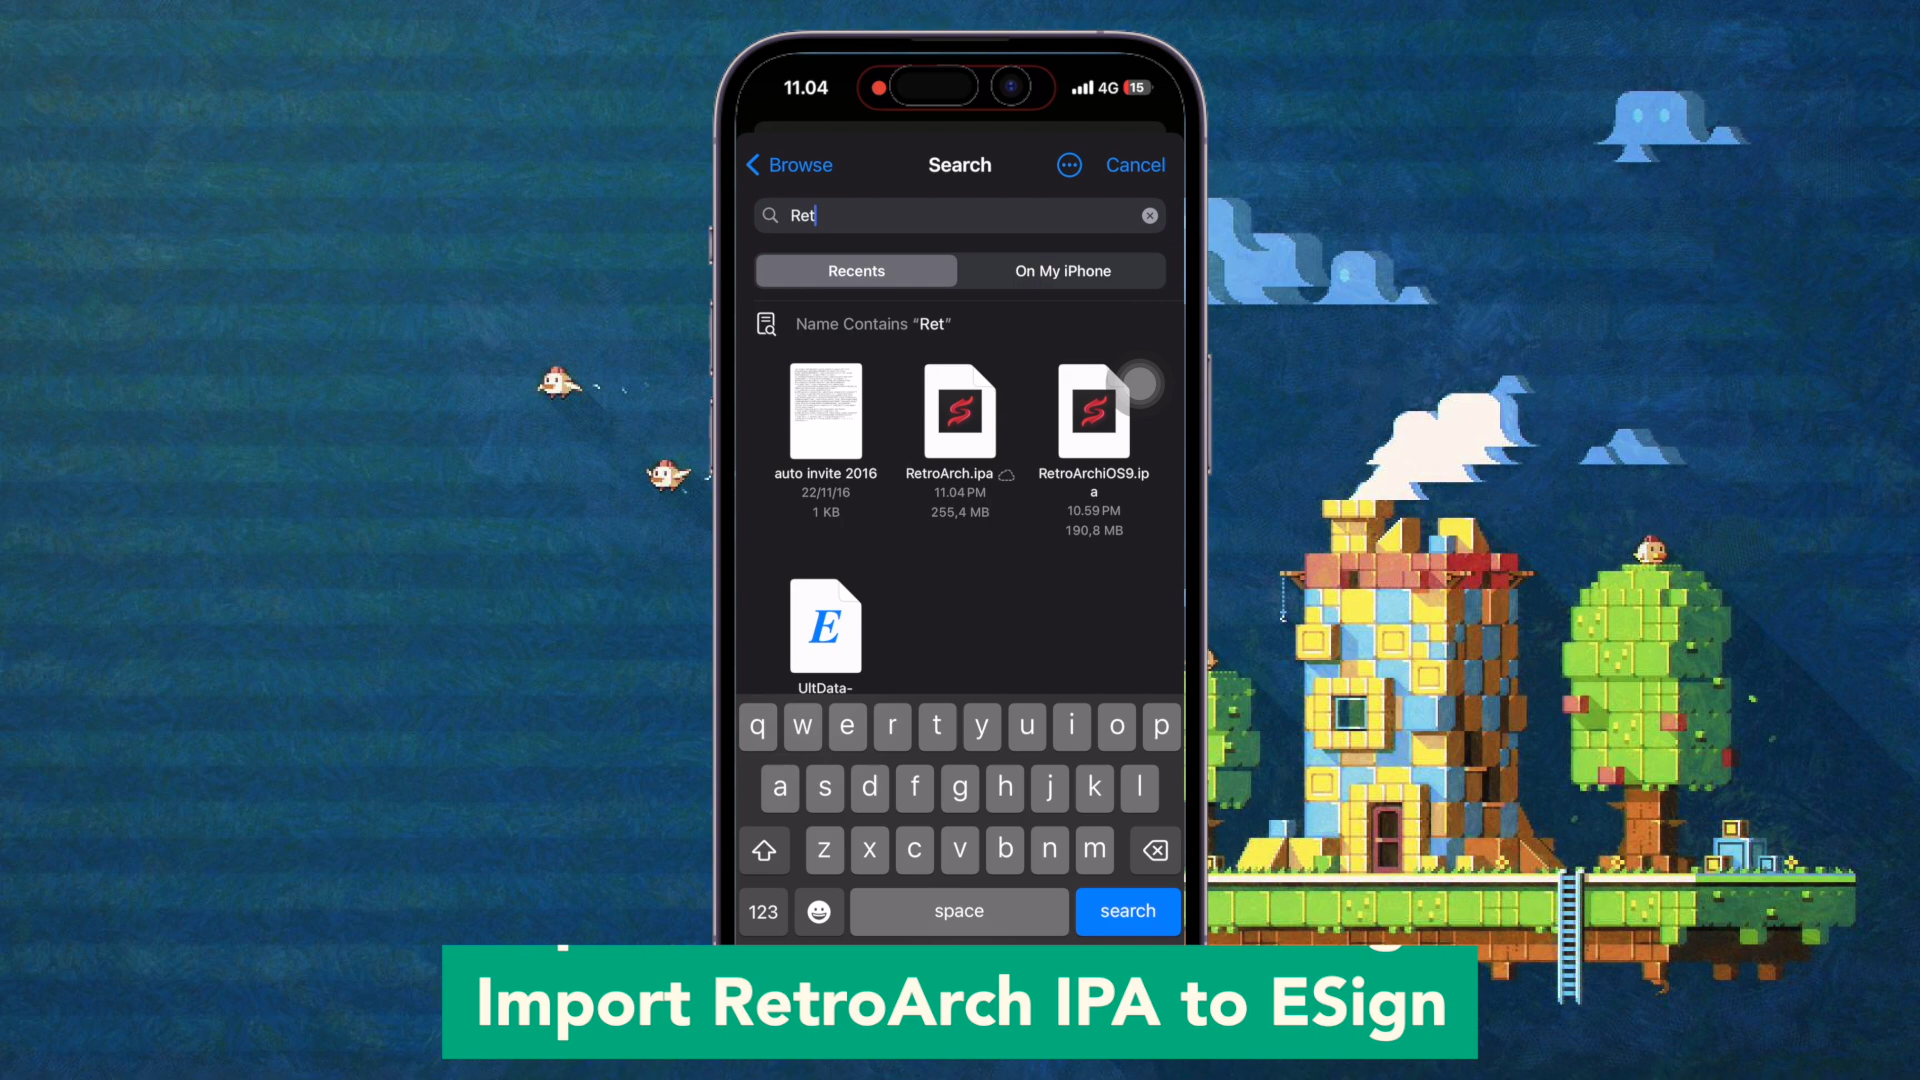 11.04
4G 15
Browse
Search
Cancel
Ret
Recents
On My iPhone
Name Contains “Ret”
auto invite 2016
22/11/16
1 KB
RetroArch.ipa
11.04 PM
255,4 MB
RetroArchiOS9.ip
a
10.59 PM
190,8 MB
E
UltData-
q w e r t y u i o p
a s d f g h j k l
z x c v b n m
123
space
search
Import RetroArch IPA to ESign